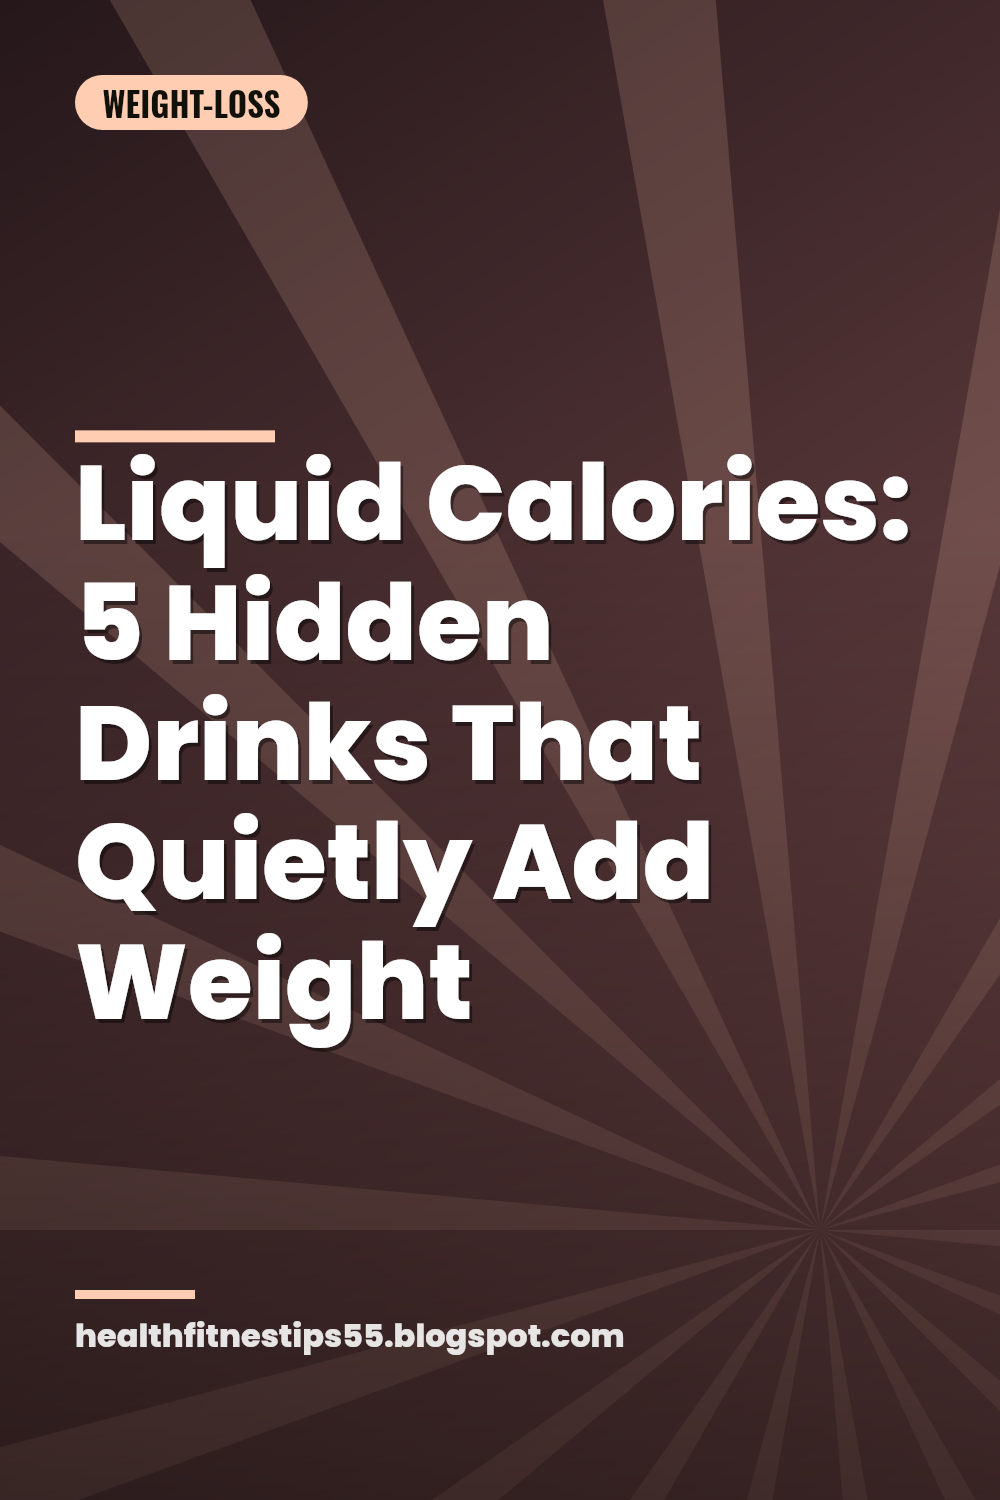 WEIGHT-LOSS
Liquid Calories:
5 Hidden
Drinks That
Quietly Add
Weight
healthfitnestips55.blogspot.com